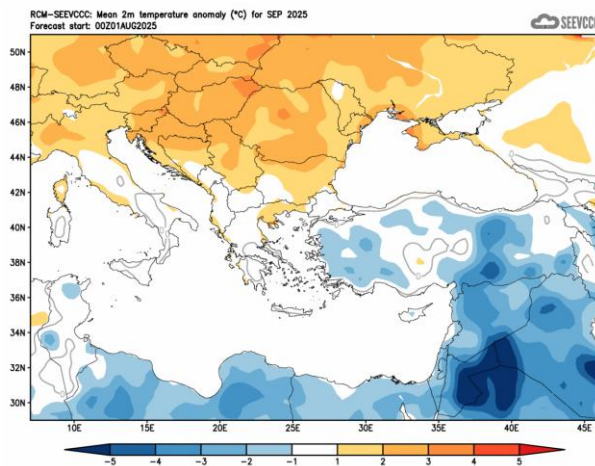 RCM-SEEVCCC: Mean 2m temperature anomaly (°C) for SEP 2025
Forecast start: 00Z01AUG2025
SEEVCCC
50N
48N
46N
44N
42N
40N
38N
36N
34N
32N
30N
10E 15E 20E 25E 30E 35E 40E 45E
-5 -4 -3 -2 -1 1 2 3 4 5